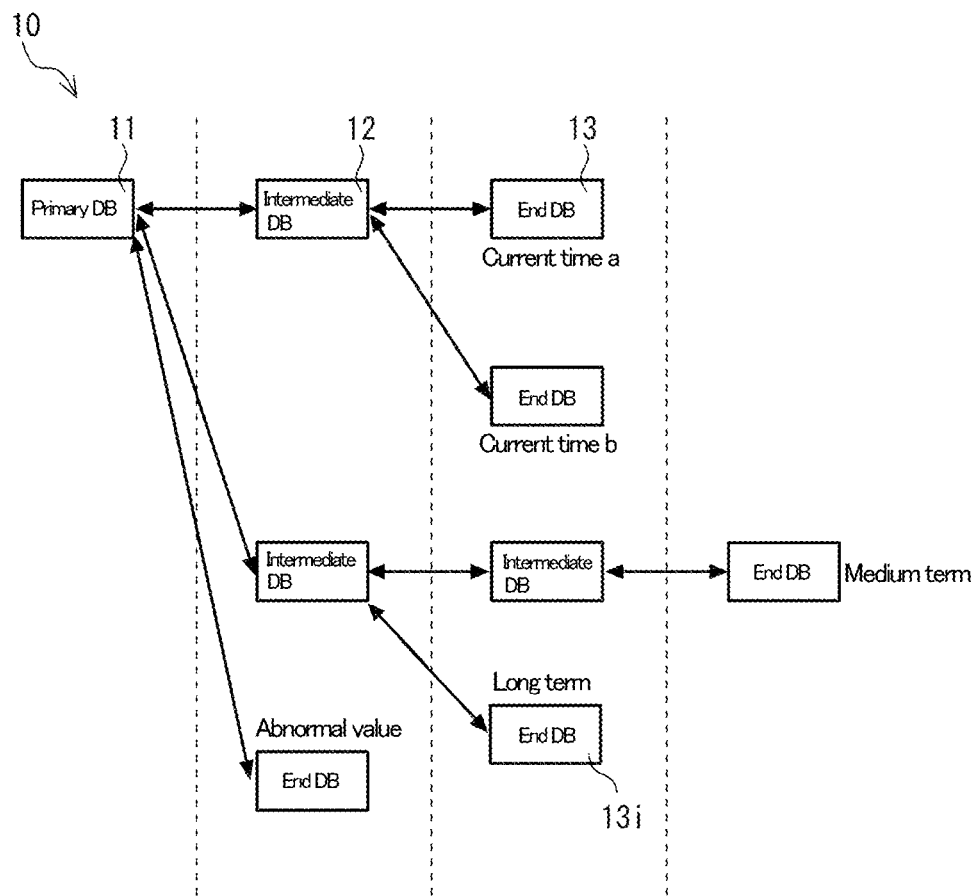 10
11
12
13
Primary DB
Intermediate
DB
End DB
Current time a
End DB
Current time b
Intermediate
DB
Intermediate
DB
End DB
Medium term
Long term
End DB
13i
Abnormal value
End DB